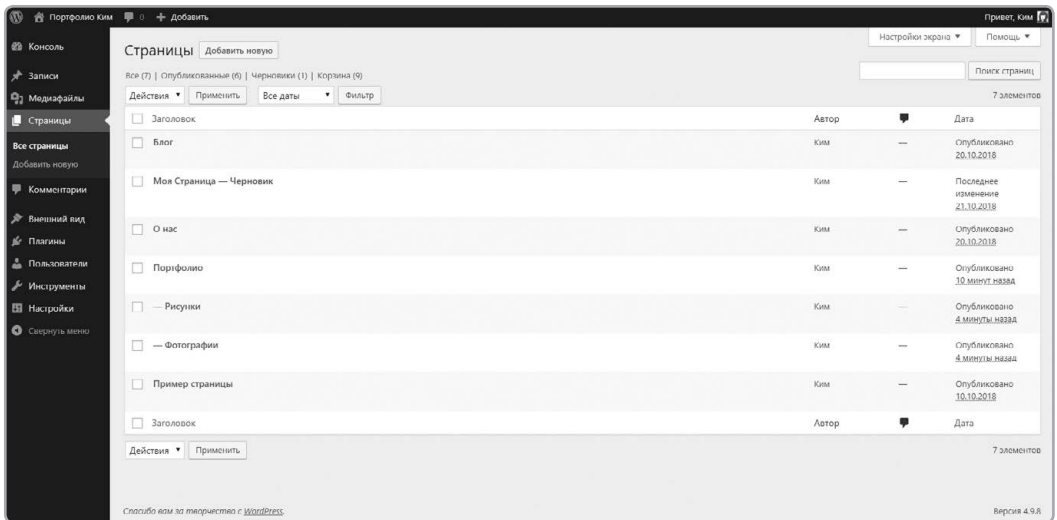 Портфолио Ким 0 Добавить Привет, Ким
Консоль
Записи
Медиафайлы
Страницы
Все страницы
Добавить новую
Комментарии
Внешний вид
Плагины
Пользователи
Инструменты
Настройки
Свернуть меню
Настройки экрана ▼ Помощь ▼
Страницы Добавить новую
Все (7) | Опубликованные (6) | Черновики (1) | Корзина (9)
Поиск страниц
Действия ▼ Применить Все даты ▼ Фильтр 7 элементов
Заголовок Автор Дата
Блог Ким — Опубликовано
20.10.2018
Моя Страница — Черновик Ким — Последнее
изменение
21.10.2018
О нас Ким — Опубликовано
20.10.2018
Портфолио Ким — Опубликовано
10 минут назад
— Рисунки Ким — Опубликовано
4 минуты назад
— Фотографии Ким — Опубликовано
4 минуты назад
Пример страницы Ким — Опубликовано
10.10.2018
Заголовок Автор Дата
Действия ▼ Применить 7 элементов
Спасибо вам за творчество с WordPress. Версия 4.9.8